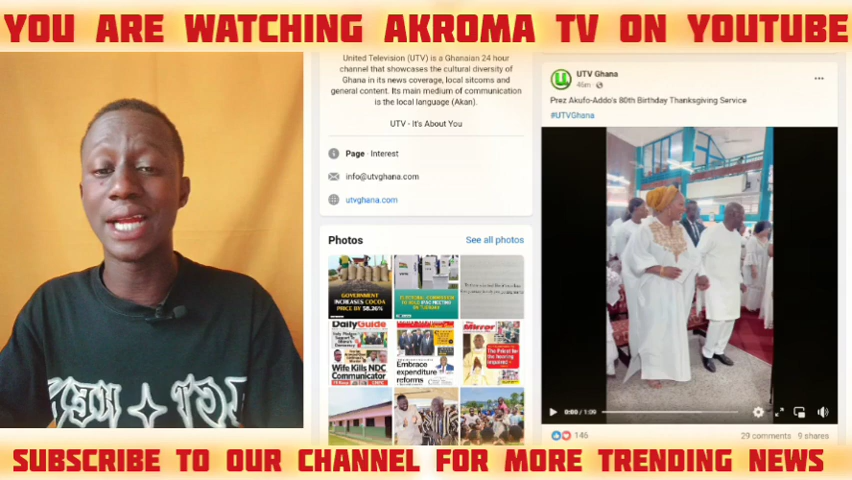 YOU ARE WATCHING AKROMA TV ON YOUTUBE
United Television (UTV) is a Ghanaian 24 hour
channel that showcases the cultural diversity of
Ghana in its news coverage, local sitcoms and
general content. Its main medium of communication
is the local language (Akan).
UTV - It's About You
Page · Interest
info@utvghana.com
utvghana.com
Photos
See all photos
GOVERNMENT
INCREASES COCOA
PRICE BY 58.26%
DailyGuide
Wife Kills NDC
Communicator
Embrace
expenditure
reforms
Mirror
UTV Ghana
46m
Prez Akufo-Addo's 80th Birthday Thanksgiving Service
#UTVGhana
0:00 / 1:09
146
29 comments 9 shares
SUBSCRIBE TO OUR CHANNEL FOR MORE TRENDING NEWS